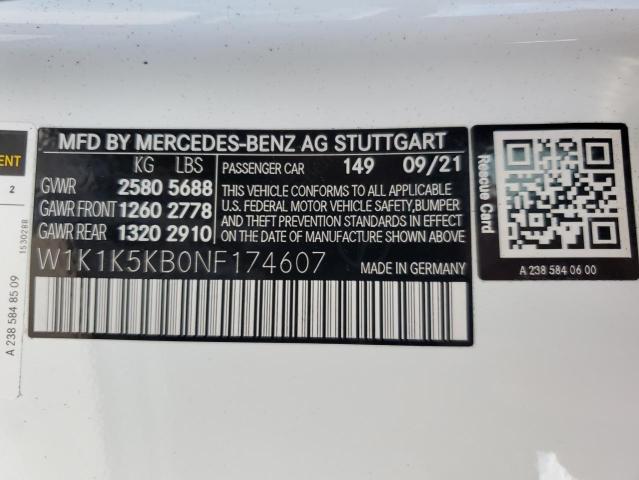 MFD BY MERCEDES-BENZ AG STUTTGART
KG LBS
PASSENGER CAR 149 09/21
GVWR 2580 5688
GAWR FRONT 1260 2778
GAWR REAR 1320 2910
THIS VEHICLE CONFORMS TO ALL APPLICABLE
U.S. FEDERAL MOTOR VEHICLE SAFETY, BUMPER
AND THEFT PREVENTION STANDARDS IN EFFECT
ON THE DATE OF MANUFACTURE SHOWN ABOVE.
W1K1K5KB0NF174607
MADE IN GERMANY
Rescue Card
A 238 584 06 00
ENT
2
1530288
A 238 584 85 09